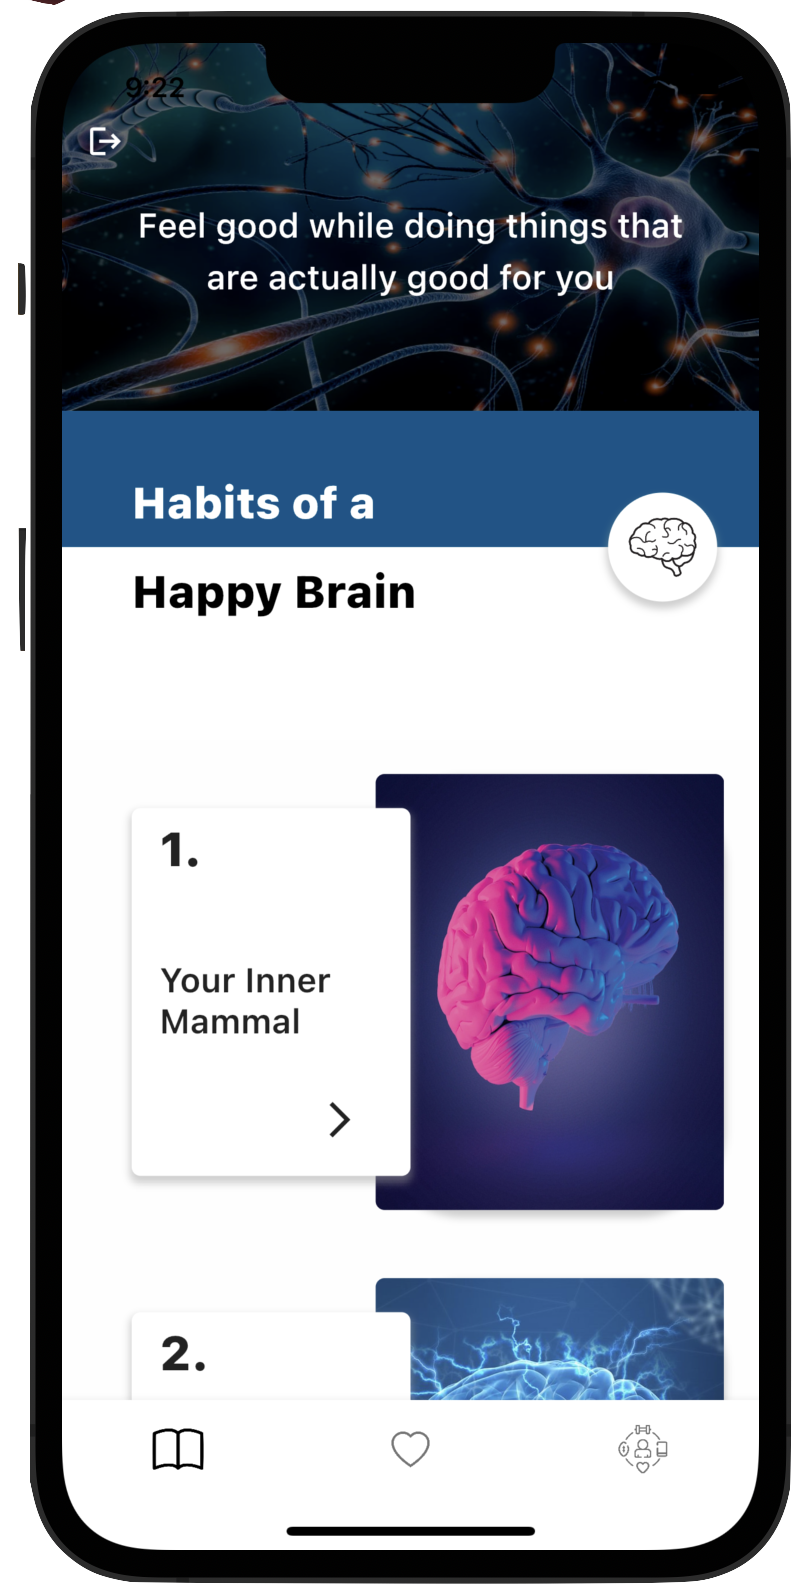 9:22
Feel good while doing things that
are actually good for you
Habits of a
Happy Brain
1.
Your Inner
Mammal
2.